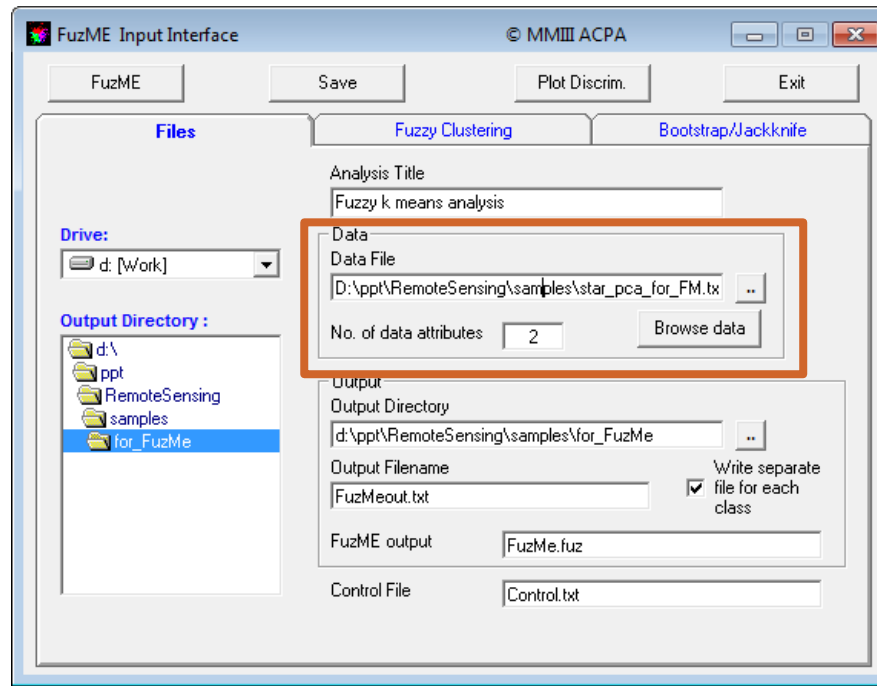 FuzME Input Interface © MMIII ACPA
FuzME Save Plot Discrim. Exit
Files Fuzzy Clustering Bootstrap/Jackknife
Analysis Title
Fuzzy k means analysis
Drive:
d: [Work]
Data
Data File
D:\ppt\RemoteSensing\samples\star_pca_for_FM.tx ..
No. of data attributes 2 Browse data
Output Directory :
d:\
ppt
RemoteSensing
samples
for_FuzMe
Output
Output Directory
d:\ppt\RemoteSensing\samples\for_FuzMe ..
Output Filename
FuzMeout.txt
Write separate
file for each
class
FuzME output FuzMe.fuz
Control File Control.txt